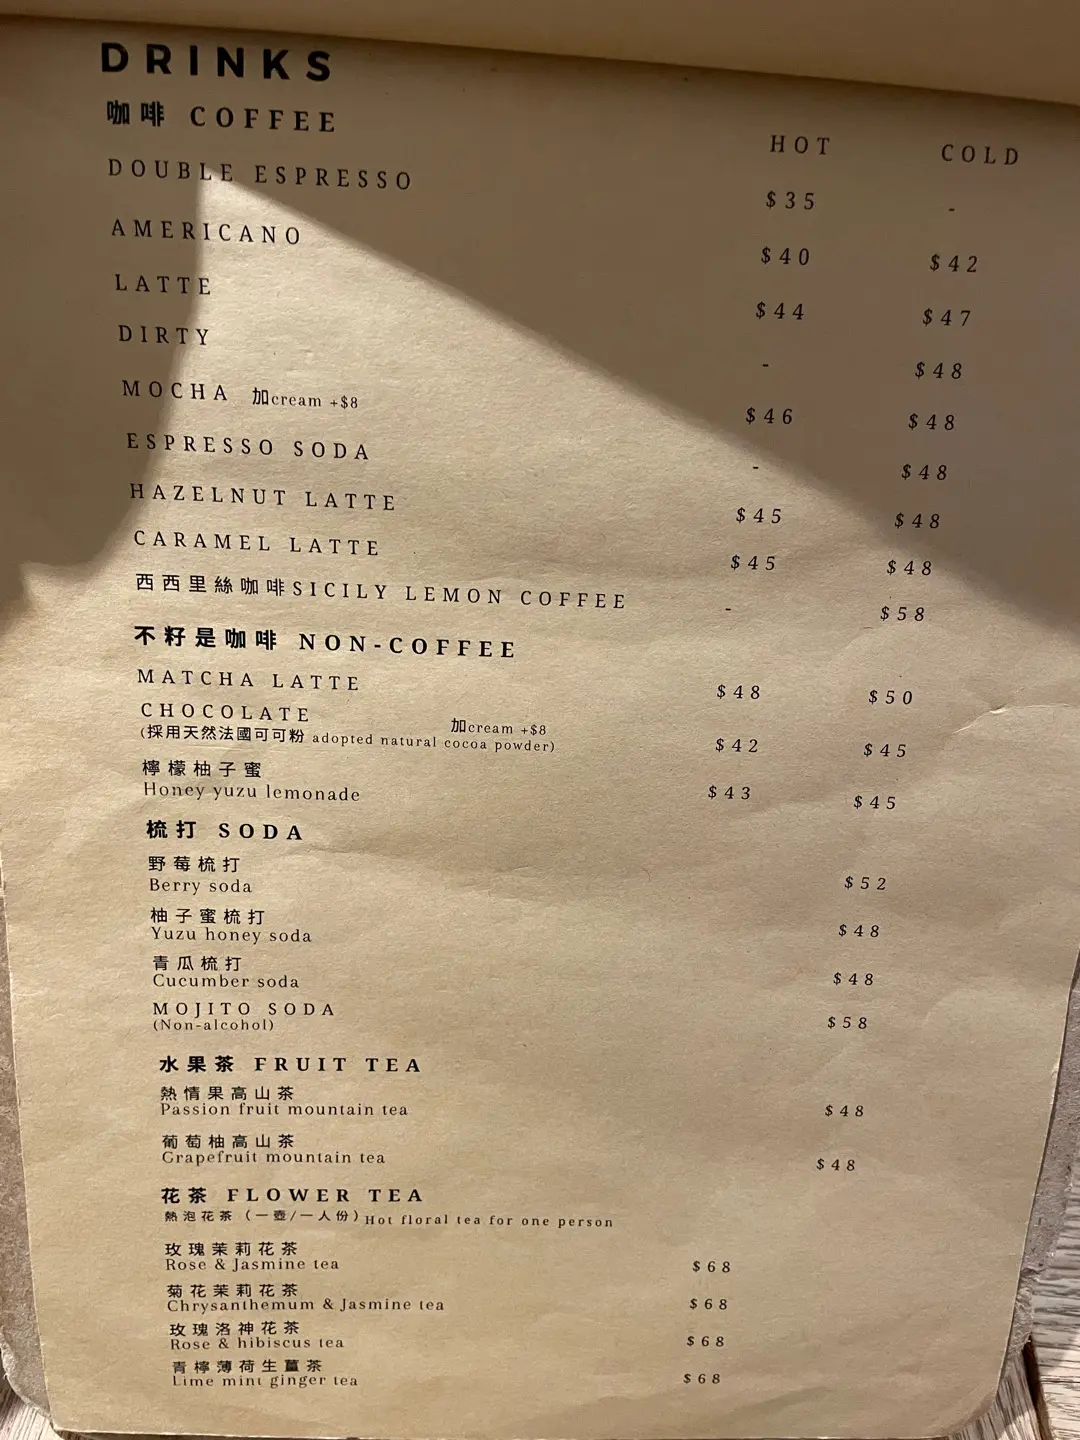 DRINKS
咖啡 COFFEE HOT COLD
DOUBLE ESPRESSO $35 -
AMERICANO $40 $42
LATTE $44 $47
DIRTY - $48
MOCHA 加cream +$8 $46 $48
ESPRESSO SODA - $48
HAZELNUT LATTE $45 $48
CARAMEL LATTE $45 $48
西西里絲咖啡SICILY LEMON COFFEE - $58
不籽是咖啡 NON-COFFEE
MATCHA LATTE $48 $50
CHOCOLATE 加cream +$8
(採用天然法國可可粉 adopted natural cocoa powder) $42 $45
檸檬柚子蜜
Honey yuzu lemonade $43 $45
梳打 SODA
野莓梳打
Berry soda $52
柚子蜜梳打
Yuzu honey soda $48
青瓜梳打
Cucumber soda $48
MOJITO SODA
(Non-alcohol) $58
水果茶 FRUIT TEA
熱情果高山茶
Passion fruit mountain tea $48
葡萄柚高山茶
Grapefruit mountain tea $48
花茶 FLOWER TEA
熱泡花茶（一壺/一人份）Hot floral tea for one person
玫瑰茉莉花茶
Rose & Jasmine tea $68
菊花茉莉花茶
Chrysanthemum & Jasmine tea $68
玫瑰洛神花茶
Rose & hibiscus tea $68
青檸薄荷生薑茶
Lime mint ginger tea $68